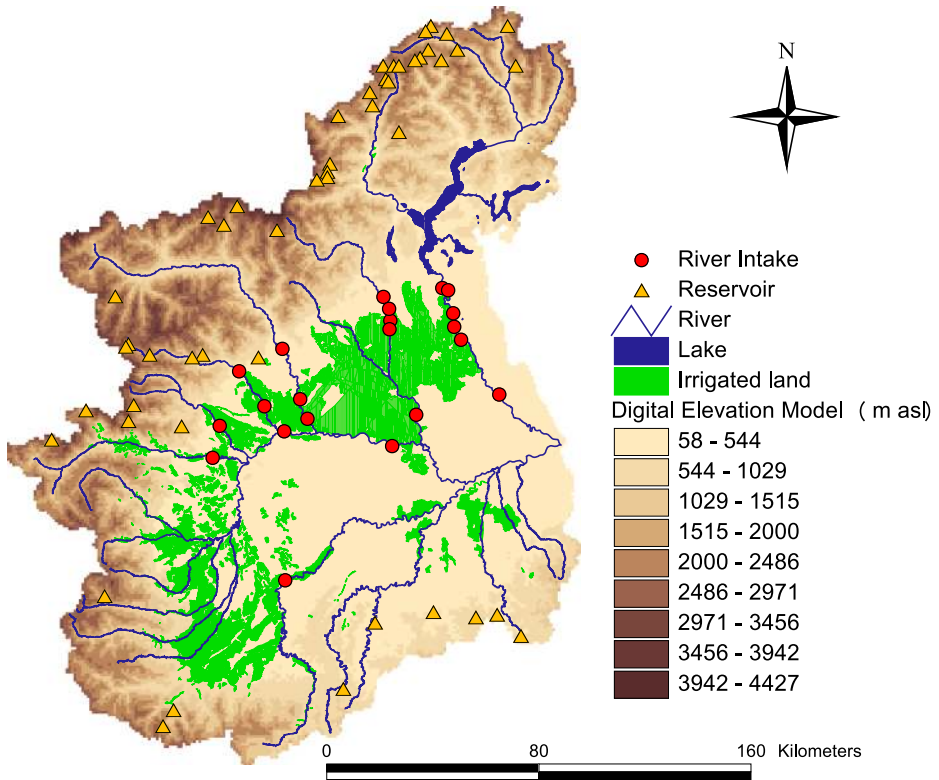 N
River Intake
Reservoir
River
Lake
Irrigated land
Digital Elevation Model ( m asl)
58 - 544
544 - 1029
1029 - 1515
1515 - 2000
2000 - 2486
2486 - 2971
2971 - 3456
3456 - 3942
3942 - 4427
0 80 160 Kilometers